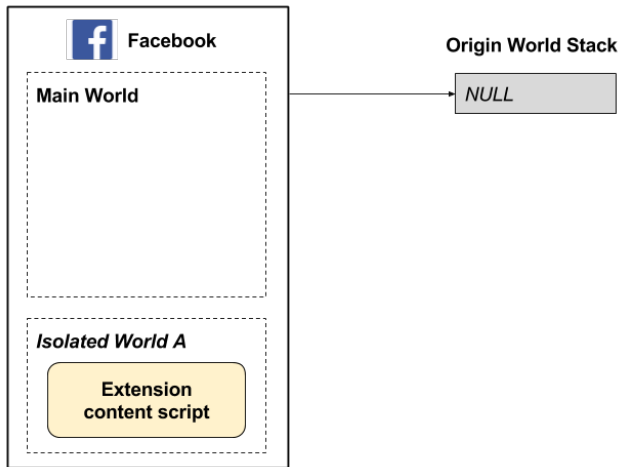 Facebook
Origin World Stack
Main World
NULL
Isolated World A
Extension
content script